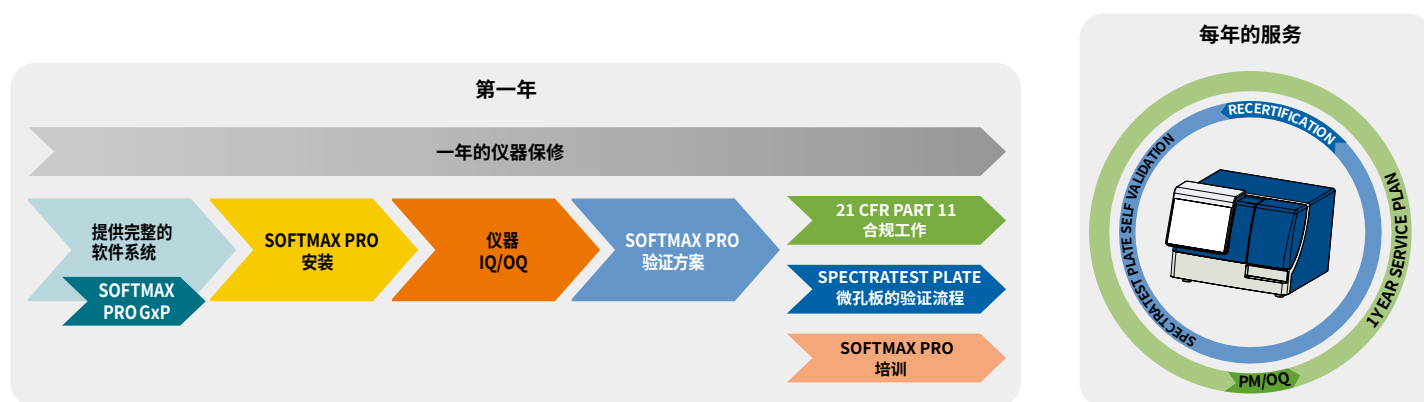 第一年
一年的仪器保修
提供完整的
软件系统
SOFTMAX
PRO GxP
SOFTMAX PRO
安装
仪器
IQ/OQ
SOFTMAX PRO
验证方案
21 CFR PART 11
合规工作
SPECTRATEST PLATE
微孔板的验证流程
SOFTMAX PRO
培训
每年的服务
RECERTIFICATION
SPECTRATEST PLATE SELF VALIDATION
1 YEAR SERVICE PLAN
PM/OQ